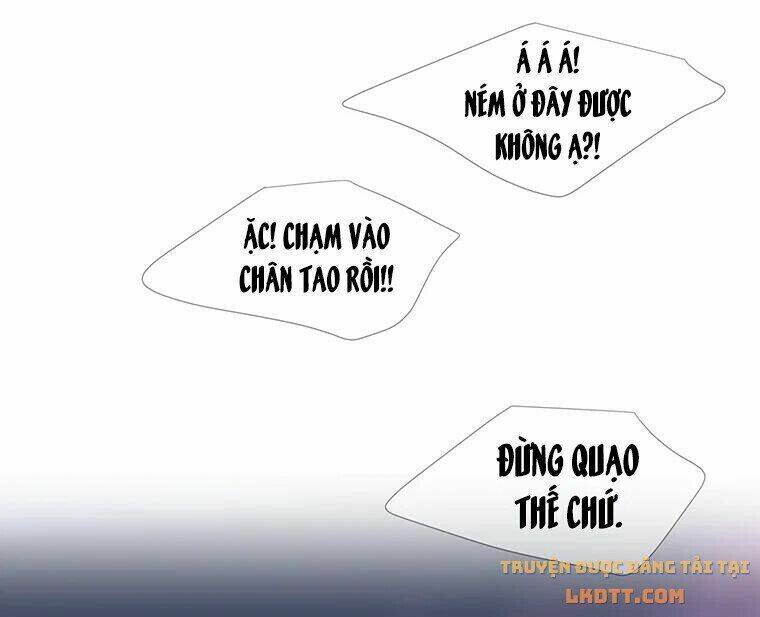 Á Á Á!
NÉM Ở ĐÂY ĐƯỢC
KHÔNG Ạ?!
ẶC! CHẠM VÀO
CHÂN TAO RỒI!!
ĐỪNG QUẠO
THẾ CHỨ.
TRUYỆN ĐƯỢC ĐĂNG TẢI TẠI
LKDTT.COM